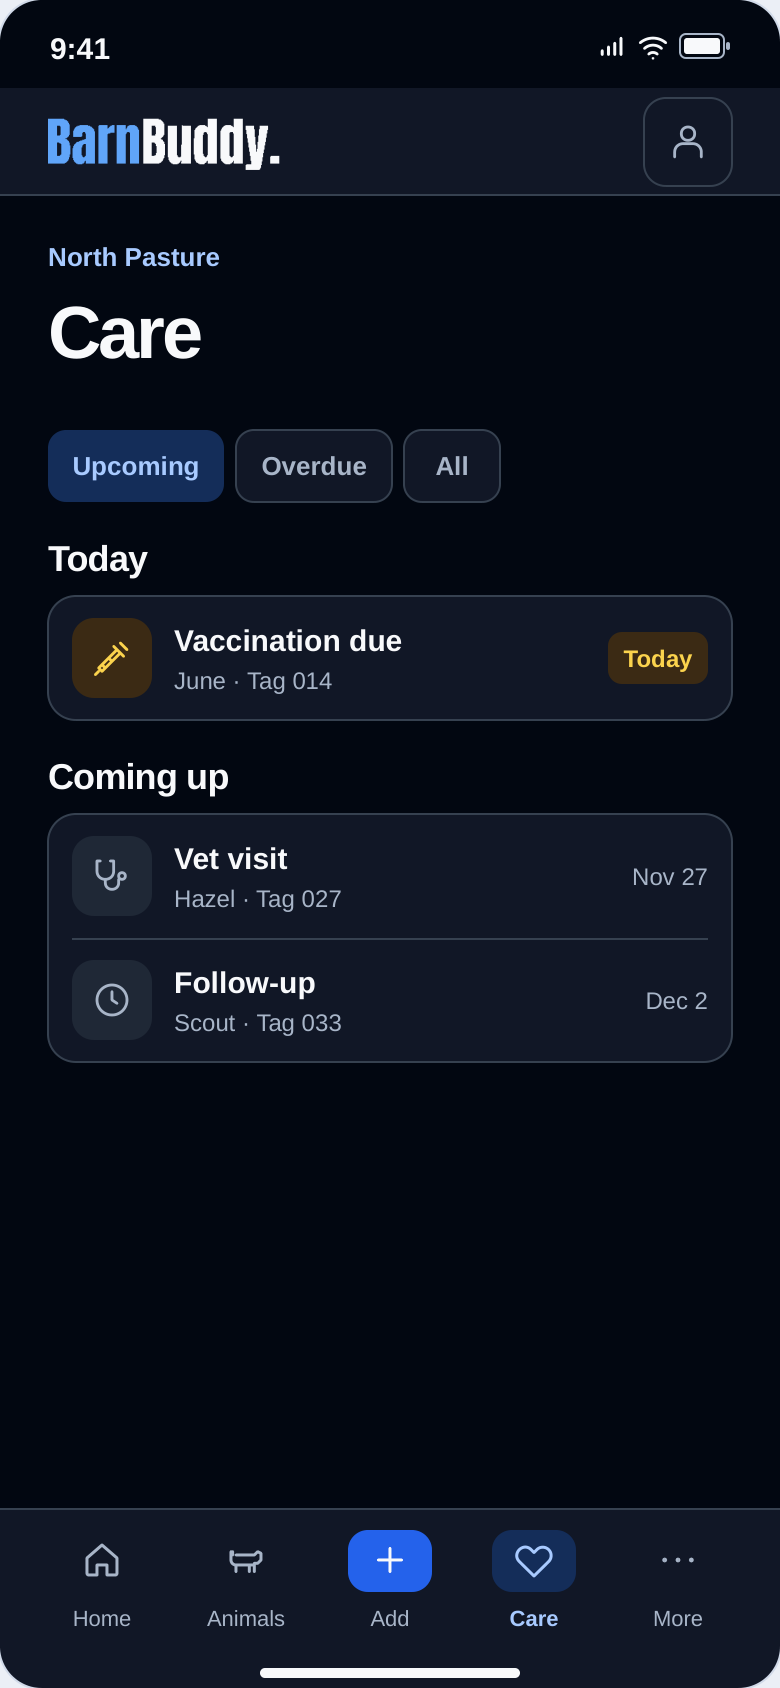 9:41
BarnBuddy.
North Pasture
Care
Upcoming Overdue All
Today
Vaccination due
June · Tag 014
Today
Coming up
Vet visit
Hazel · Tag 027
Nov 27
Follow-up
Scout · Tag 033
Dec 2
Home Animals Add Care More